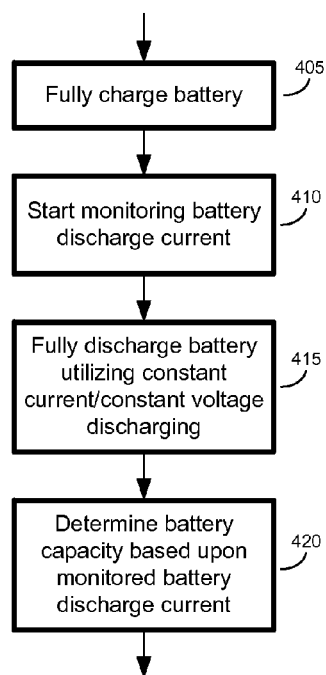 405
Fully charge battery
410
Start monitoring battery
discharge current
Fully discharge battery
utilizing constant
current/constant voltage
discharging
415
Determine battery
capacity based upon
monitored battery
discharge current
420